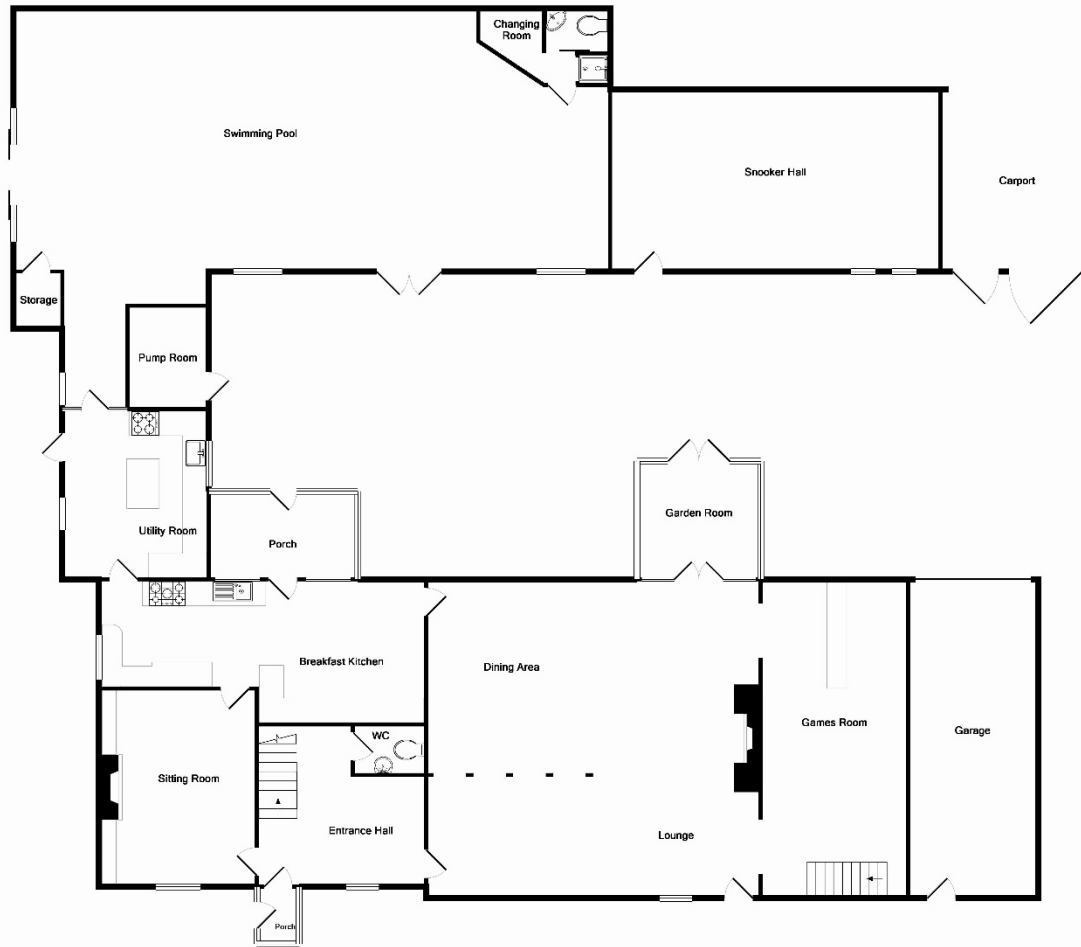 Changing
Room
Swimming Pool
Snooker Hall
Carport
Storage
Pump Room
Garden Room
Utility Room
Porch
Breakfast Kitchen
Dining Area
Games Room
Garage
WC
Sitting Room
Entrance Hall
Lounge
Porch